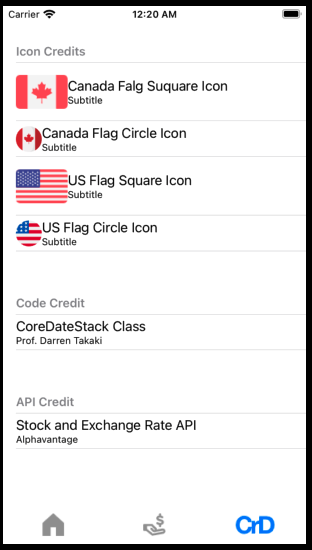 Carrier 12:20 AM
Icon Credits
Canada Falg Suquare Icon
Subtitle
Canada Flag Circle Icon
Subtitle
US Flag Square Icon
Subtitle
US Flag Circle Icon
Subtitle
Code Credit
CoreDateStack Class
Prof. Darren Takaki
API Credit
Stock and Exchange Rate API
Alphavantage
$
CrD